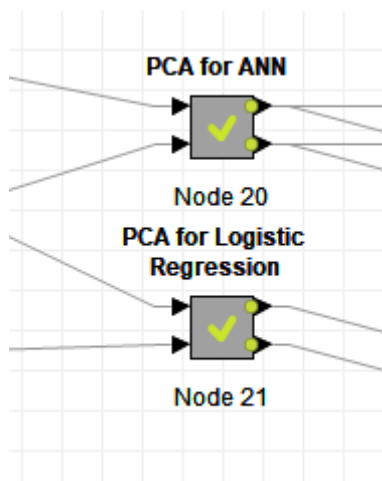 PCA for ANN
Node 20
PCA for Logistic
Regression
Node 21